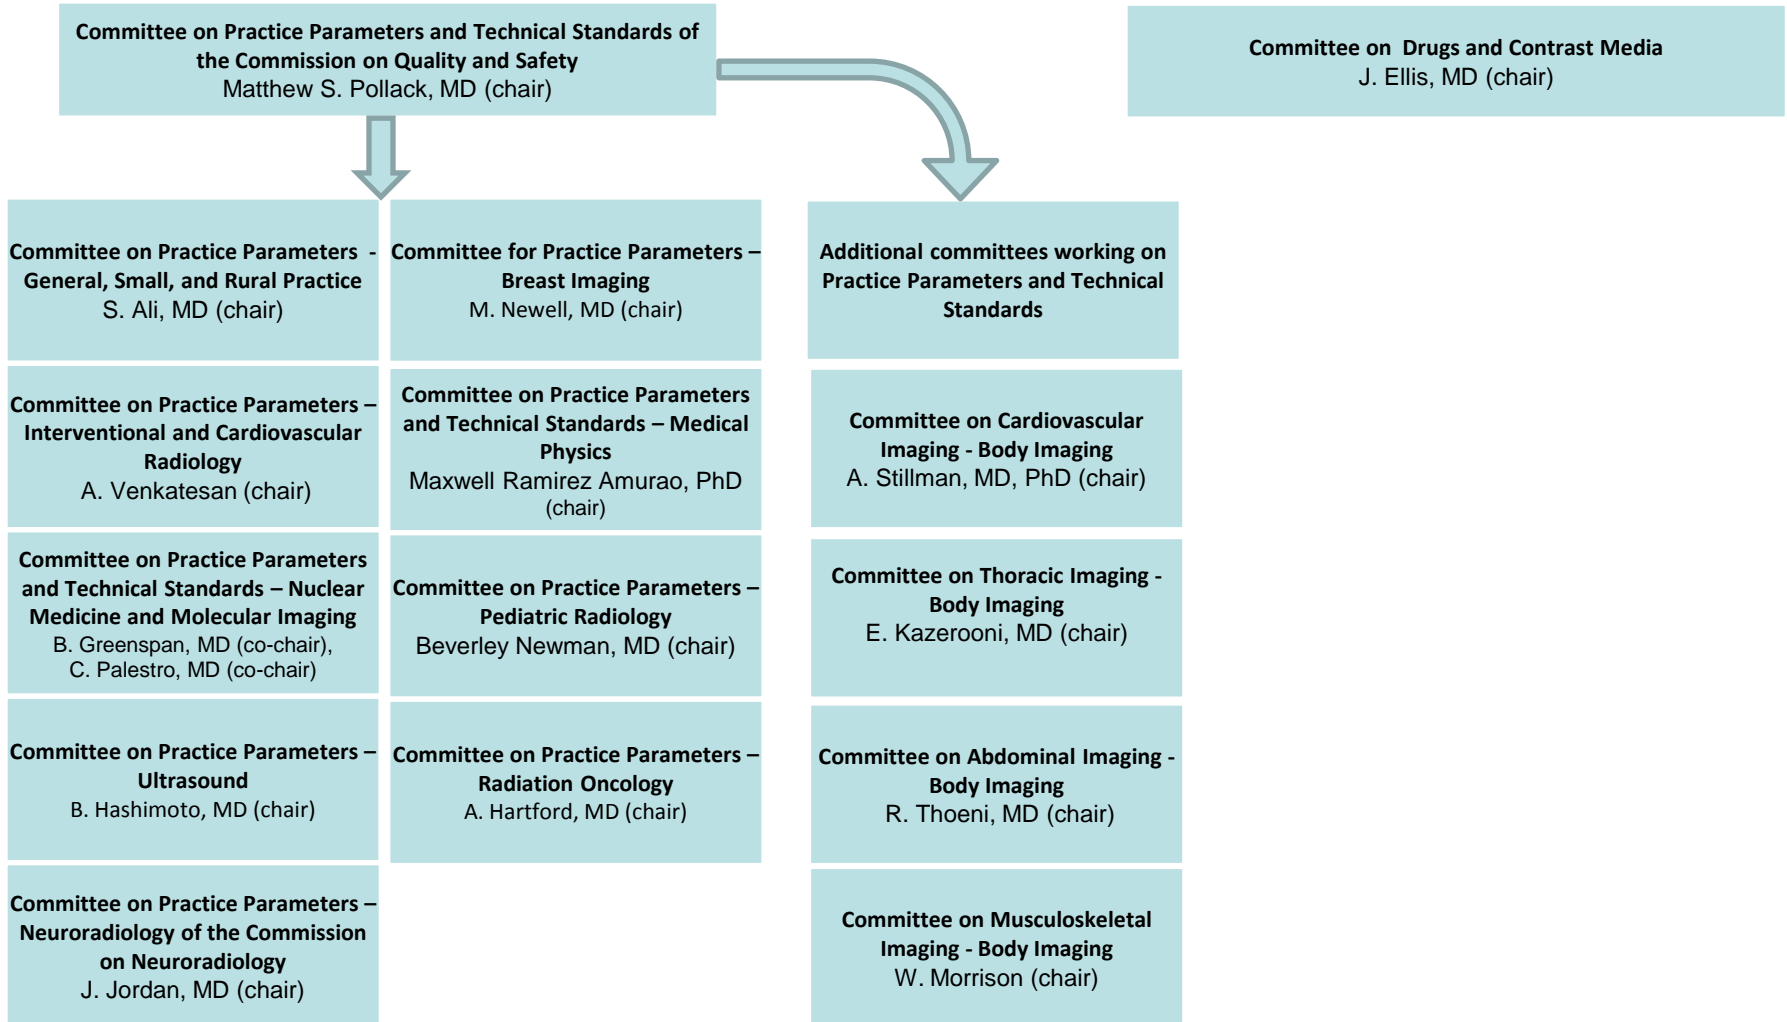 Committee on Practice Parameters and Technical Standards of
the Commission on Quality and Safety
Matthew S. Pollack, MD (chair)
Committee on  Drugs and Contrast Media
J. Ellis, MD (chair)
Committee on Practice Parameters  -
General, Small, and Rural Practice
S. Ali, MD (chair)
Committee for Practice Parameters –
Breast Imaging
M. Newell, MD (chair)
Additional committees working on
Practice Parameters and Technical
Standards
Committee on Practice Parameters –
Interventional and Cardiovascular
Radiology
A. Venkatesan (chair)
Committee on Practice Parameters
and Technical Standards – Medical
Physics
Maxwell Ramirez Amurao, PhD
(chair)
Committee on Cardiovascular
Imaging - Body Imaging
A. Stillman, MD, PhD (chair)
Committee on Practice Parameters
and Technical Standards – Nuclear
Medicine and Molecular Imaging
B. Greenspan, MD (co-chair),
C. Palestro, MD (co-chair)
Committee on Practice Parameters –
Pediatric Radiology
Beverley Newman, MD (chair)
Committee on Thoracic Imaging -
Body Imaging
E. Kazerooni, MD (chair)
Committee on Practice Parameters –
Ultrasound
B. Hashimoto, MD (chair)
Committee on Practice Parameters –
Radiation Oncology
A. Hartford, MD (chair)
Committee on Abdominal Imaging -
Body Imaging
R. Thoeni, MD (chair)
Committee on Practice Parameters –
Neuroradiology of the Commission
on Neuroradiology
J. Jordan, MD (chair)
Committee on Musculoskeletal
Imaging - Body Imaging
W. Morrison (chair)